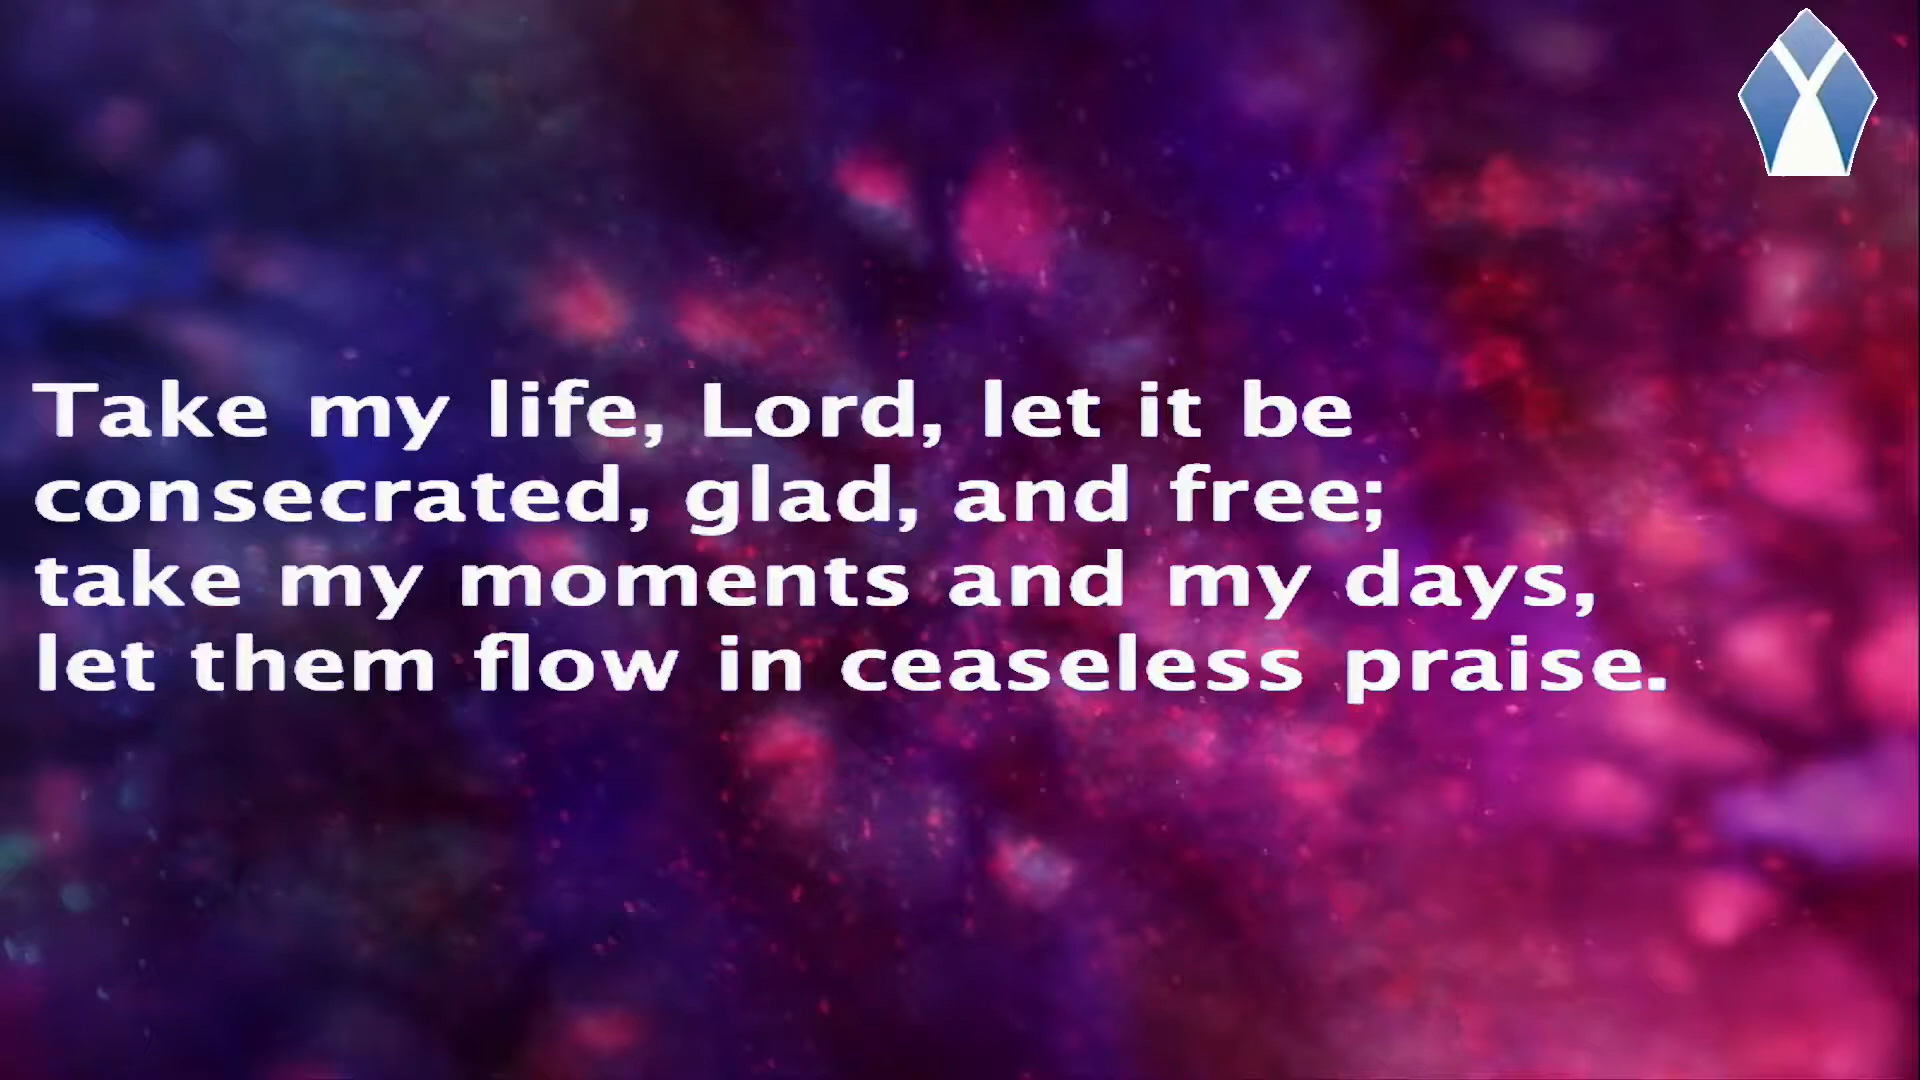 Take my life, Lord, let it be
consecrated, glad, and free;
take my moments and my days,
let them flow in ceaseless praise.